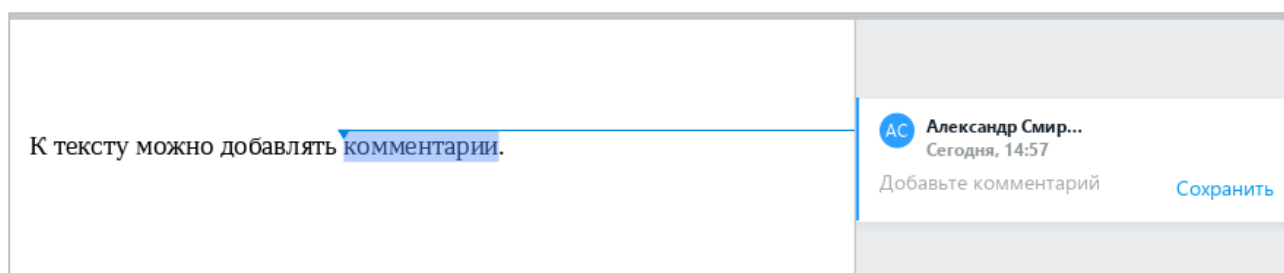 К тексту можно добавлять комментарии.
АС
Александр Смир...
Сегодня, 14:57
Добавьте комментарий
Сохранить